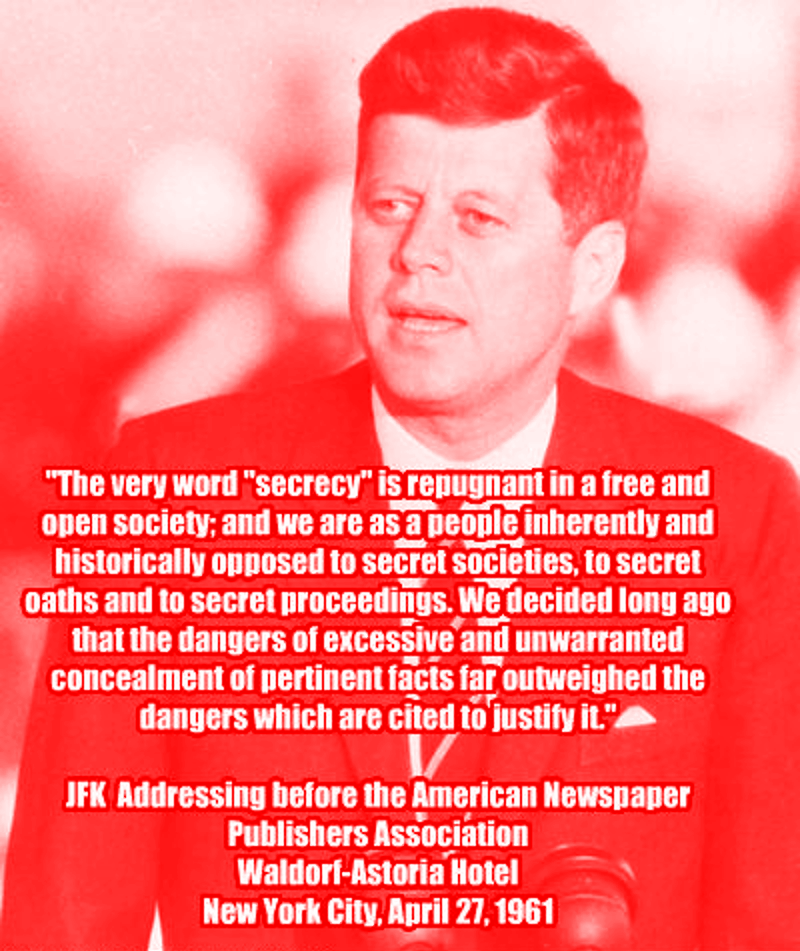 "The very word "secrecy" is repugnant in a free and
open society; and we are as a people inherently and
historically opposed to secret societies, to secret
oaths and to secret proceedings. We decided long ago
that the dangers of excessive and unwarranted
concealment of pertinent facts far outweighed the
dangers which are cited to justify it."
JFK Addressing before the American Newspaper
Publishers Association
Waldorf-Astoria Hotel
New York City, April 27, 1961